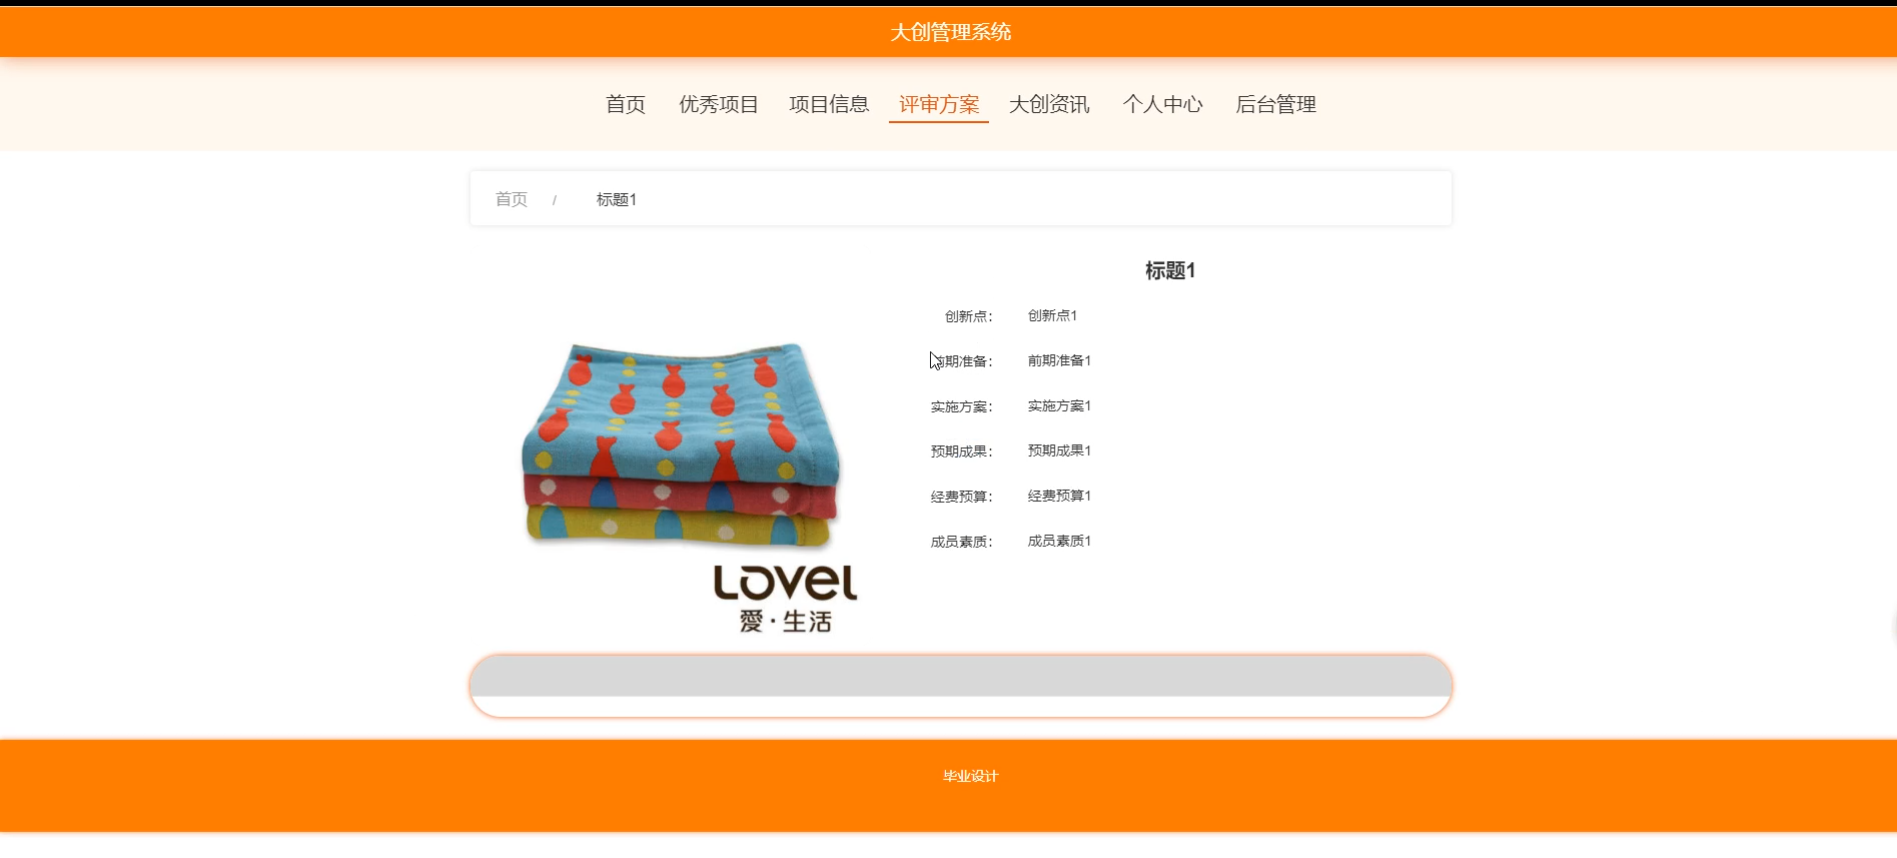 大创管理系统
首页 优秀项目 项目信息 评审方案 大创资讯 个人中心 后台管理
首页 / 标题1
标题1
创新点： 创新点1
前期准备： 前期准备1
实施方案： 实施方案1
预期成果： 预期成果1
经费预算： 经费预算1
成员素质： 成员素质1
Lovel
愛·生活
毕业设计